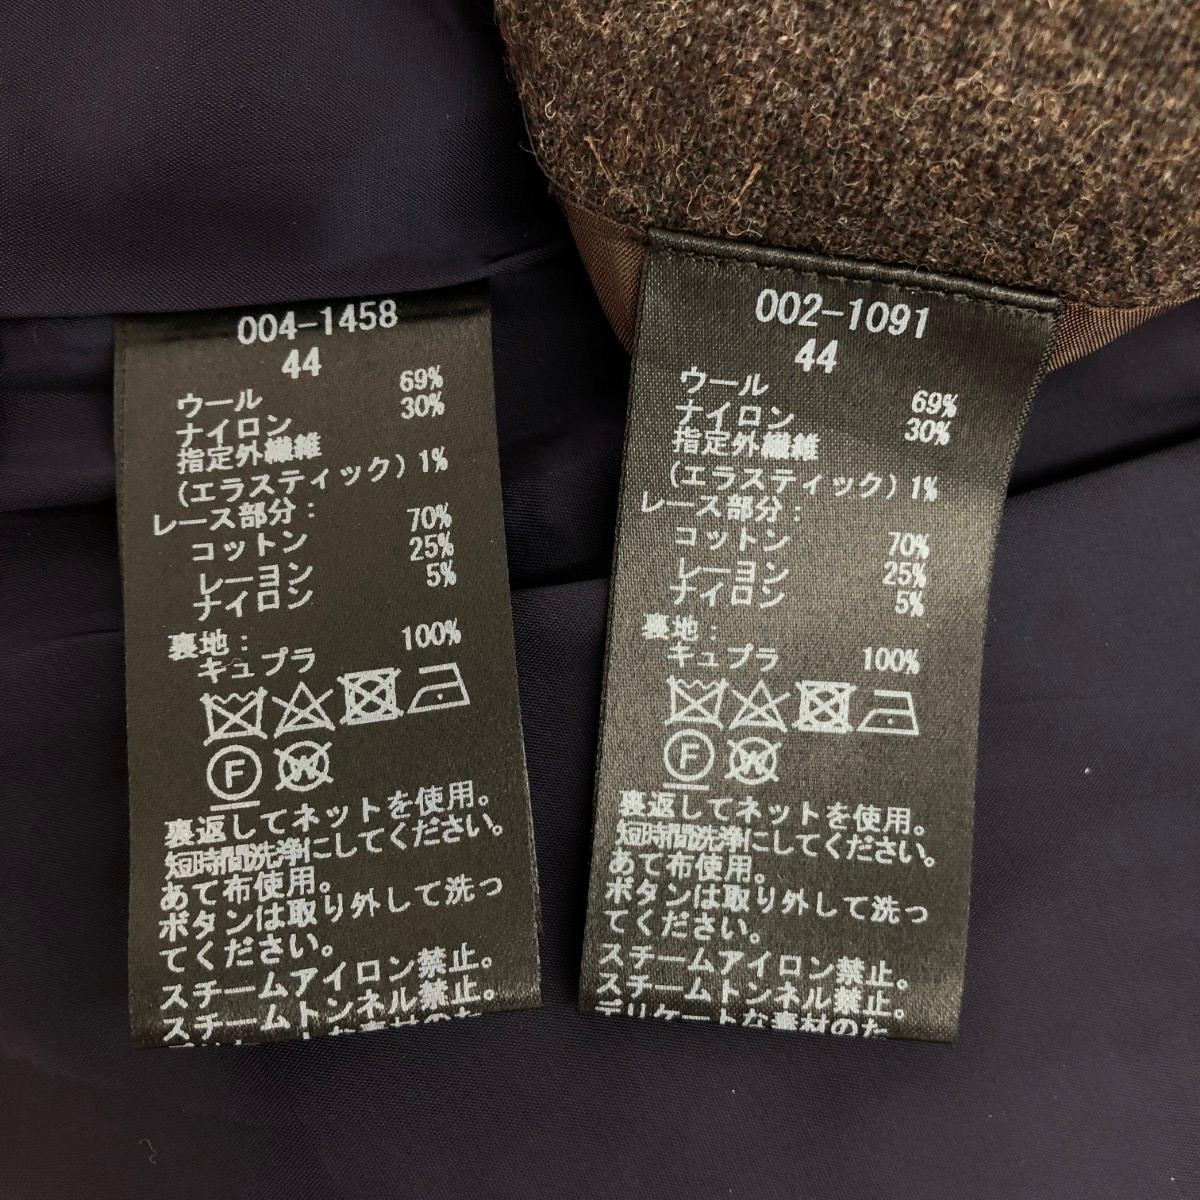 004-1458
44
ウール 69%
ナイロン 30%
指定外繊維
(エラスティック) 1%
レース部分:
コットン 70%
レーヨン 25%
ナイロン 5%
裏地:
キュプラ 100%
F W
裏返してネットを使用。
短時間洗浄にしてください。
あて布使用。
ボタンは取り外して洗っ
てください。
スチームアイロン禁止。
スチームトンネル禁止。
002-1091
44
ウール 69%
ナイロン 30%
指定外繊維
(エラスティック) 1%
レース部分:
コットン 70%
レーヨン 25%
ナイロン 5%
裏地:
キュプラ 100%
F W
裏返してネットを使用。
短時間洗浄にしてください。
あて布使用。
ボタンは取り外して洗っ
てください。
スチームアイロン禁止。
スチームトンネル禁止。
デリケートな素材のた